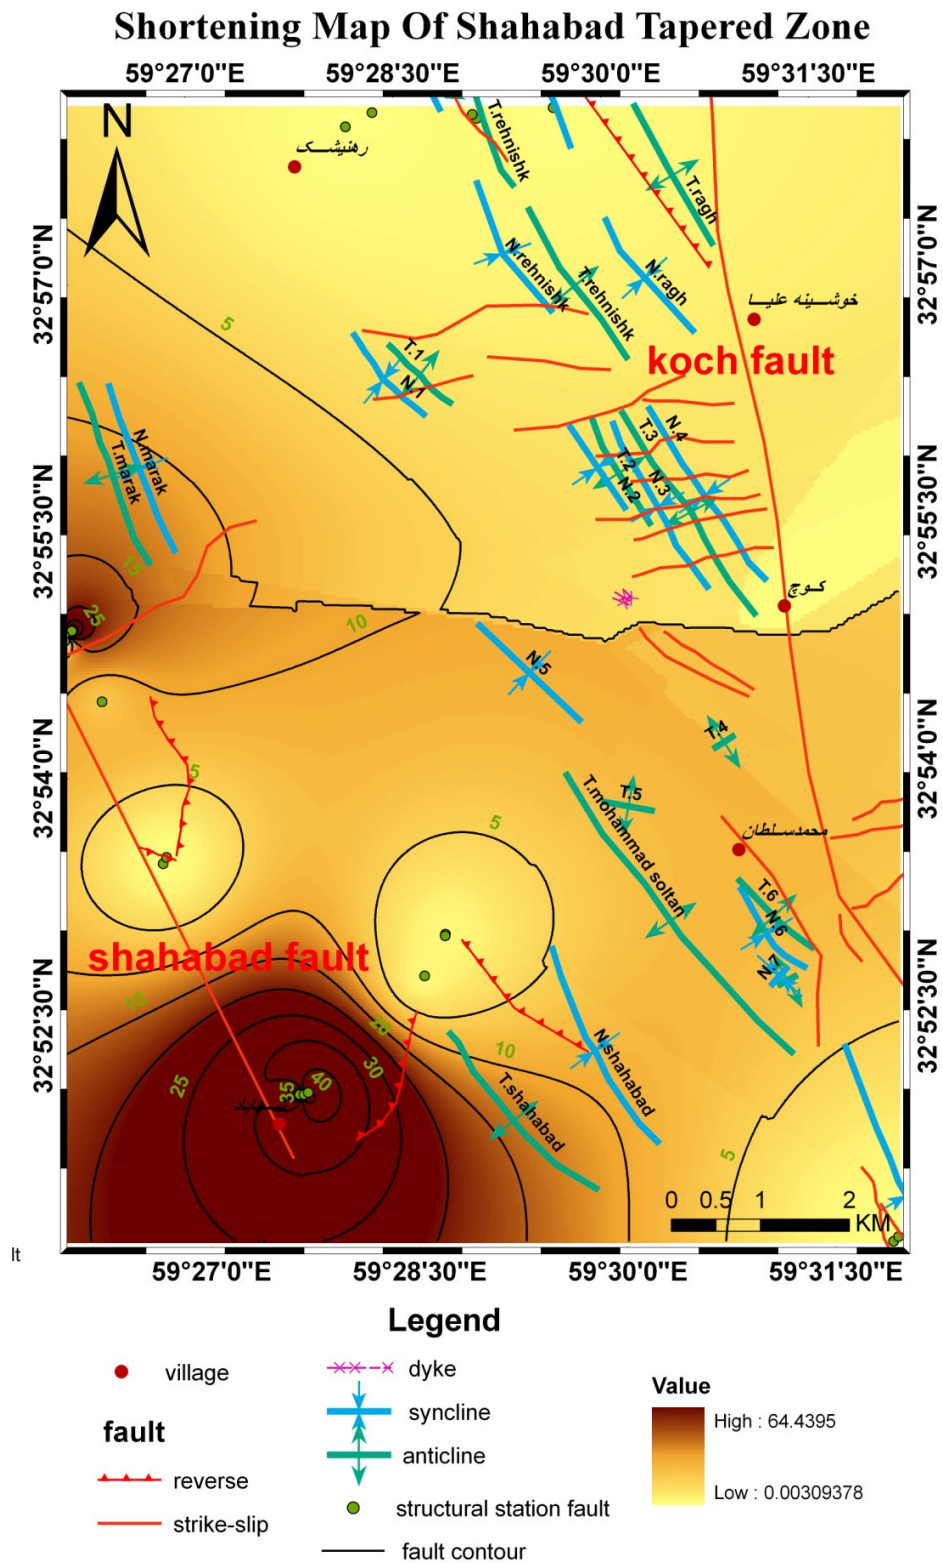 Shortening Map Of Shahabad Tapered Zone
59°27'0"E
59°28'30"E
59°30'0"E
59°31'30"E
N
رهنیشک
T.rehnishk
T.ragh
32°57'0"N
32°57'0"N
N.rehnishk
T.rehnishk
N.ragh
خوشینه علیا
5
koch fault
T.1
N.1
N.marak
T.marak
T.3
N.4
T.2
N.2
N.3
32°55'30"N
32°55'30"N
15
25
10
کوچ
N.5
T.4
32°54'0"N
32°54'0"N
5
T.5
T.mohammad soltan
محمدسلطان
5
T.6
N.6
shahabad fault
N.7
32°52'30"N
32°52'30"N
15
20
10
25
30
35
40
N.shahabad
T.shahabad
5
0 0.5 1 2
KM
lt
59°27'0"E
59°28'30"E
59°30'0"E
59°31'30"E
Legend
village
fault
reverse
strike-slip
dyke
syncline
anticline
structural station fault
fault contour
Value
High : 64.4395
Low : 0.00309378